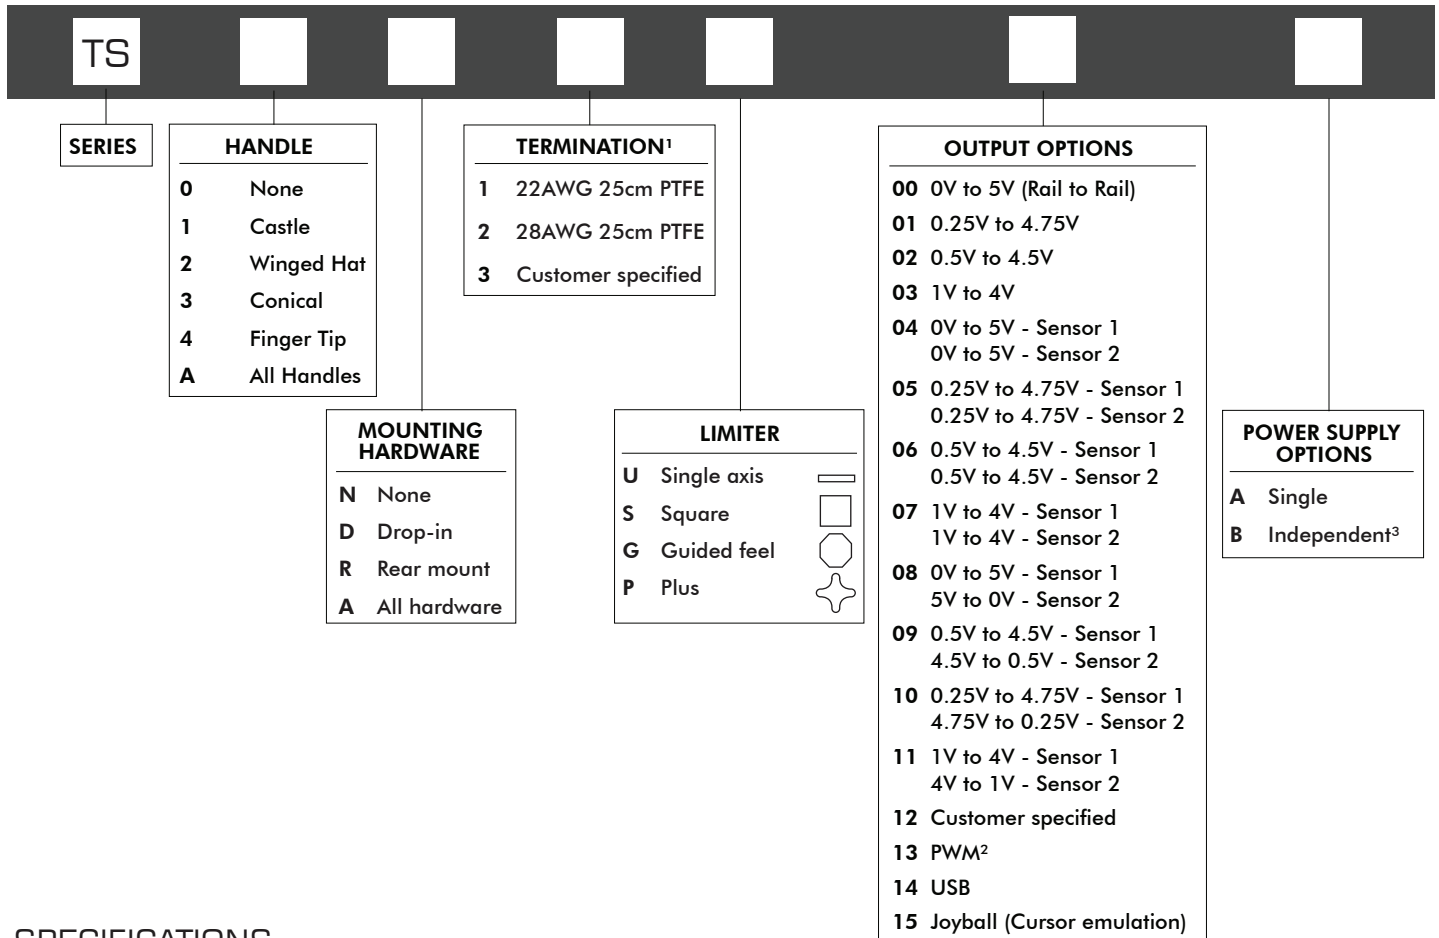 TS
SERIES
HANDLE
0 None
1 Castle
2 Winged Hat
3 Conical
4 Finger Tip
A All Handles
MOUNTING
HARDWARE
N None
D Drop-in
R Rear mount
A All hardware
TERMINATION¹
1 22AWG 25cm PTFE
2 28AWG 25cm PTFE
3 Customer specified
LIMITER
U Single axis
S Square
G Guided feel
P Plus
OUTPUT OPTIONS
00 0V to 5V (Rail to Rail)
01 0.25V to 4.75V
02 0.5V to 4.5V
03 1V to 4V
04 0V to 5V - Sensor 1
0V to 5V - Sensor 2
05 0.25V to 4.75V - Sensor 1
0.25V to 4.75V - Sensor 2
06 0.5V to 4.5V - Sensor 1
0.5V to 4.5V - Sensor 2
07 1V to 4V - Sensor 1
1V to 4V - Sensor 2
08 0V to 5V - Sensor 1
5V to 0V - Sensor 2
09 0.5V to 4.5V - Sensor 1
4.5V to 0.5V - Sensor 2
10 0.25V to 4.75V - Sensor 1
4.75V to 0.25V - Sensor 2
11 1V to 4V - Sensor 1
4V to 1V - Sensor 2
12 Customer specified
13 PWM²
14 USB
15 Joyball (Cursor emulation)
POWER SUPPLY
OPTIONS
A Single
B Independent³
SPECIFICATIONS